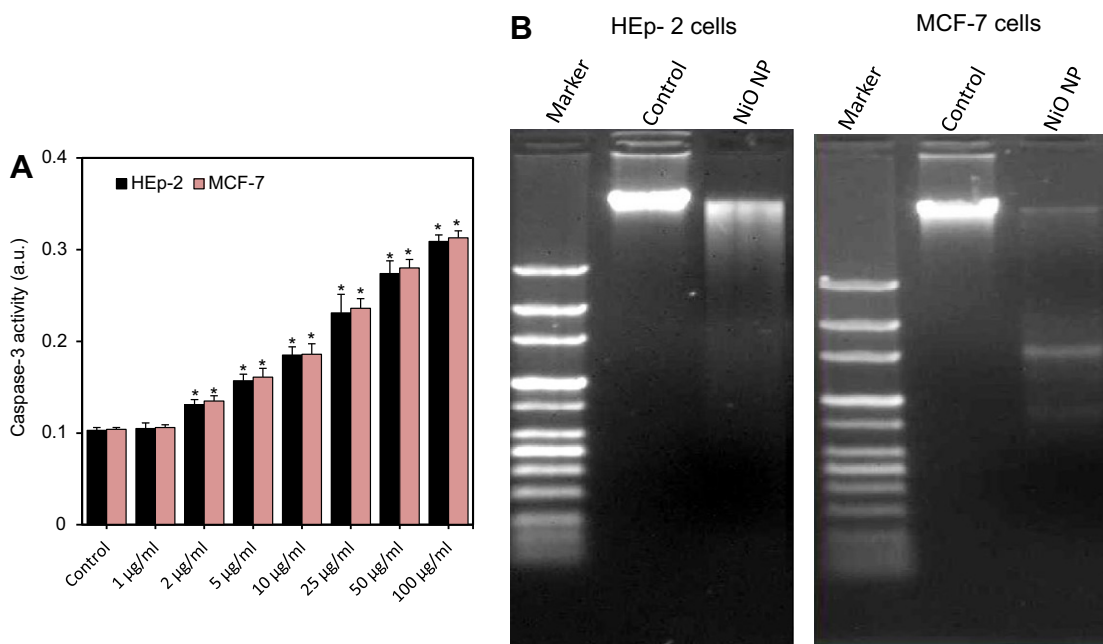 A
Caspase-3 activity (a.u.)
0.4
0.3
0.2
0.1
0
HEp-2 MCF-7
* *
* *
* *
* *
* *
* *
Control
1 µg/ml
2 µg/ml
5 µg/ml
10 µg/ml
25 µg/ml
50 µg/ml
100 µg/ml
B
HEp- 2 cells
Marker
Control
NiO NP
MCF-7 cells
Marker
Control
NiO NP